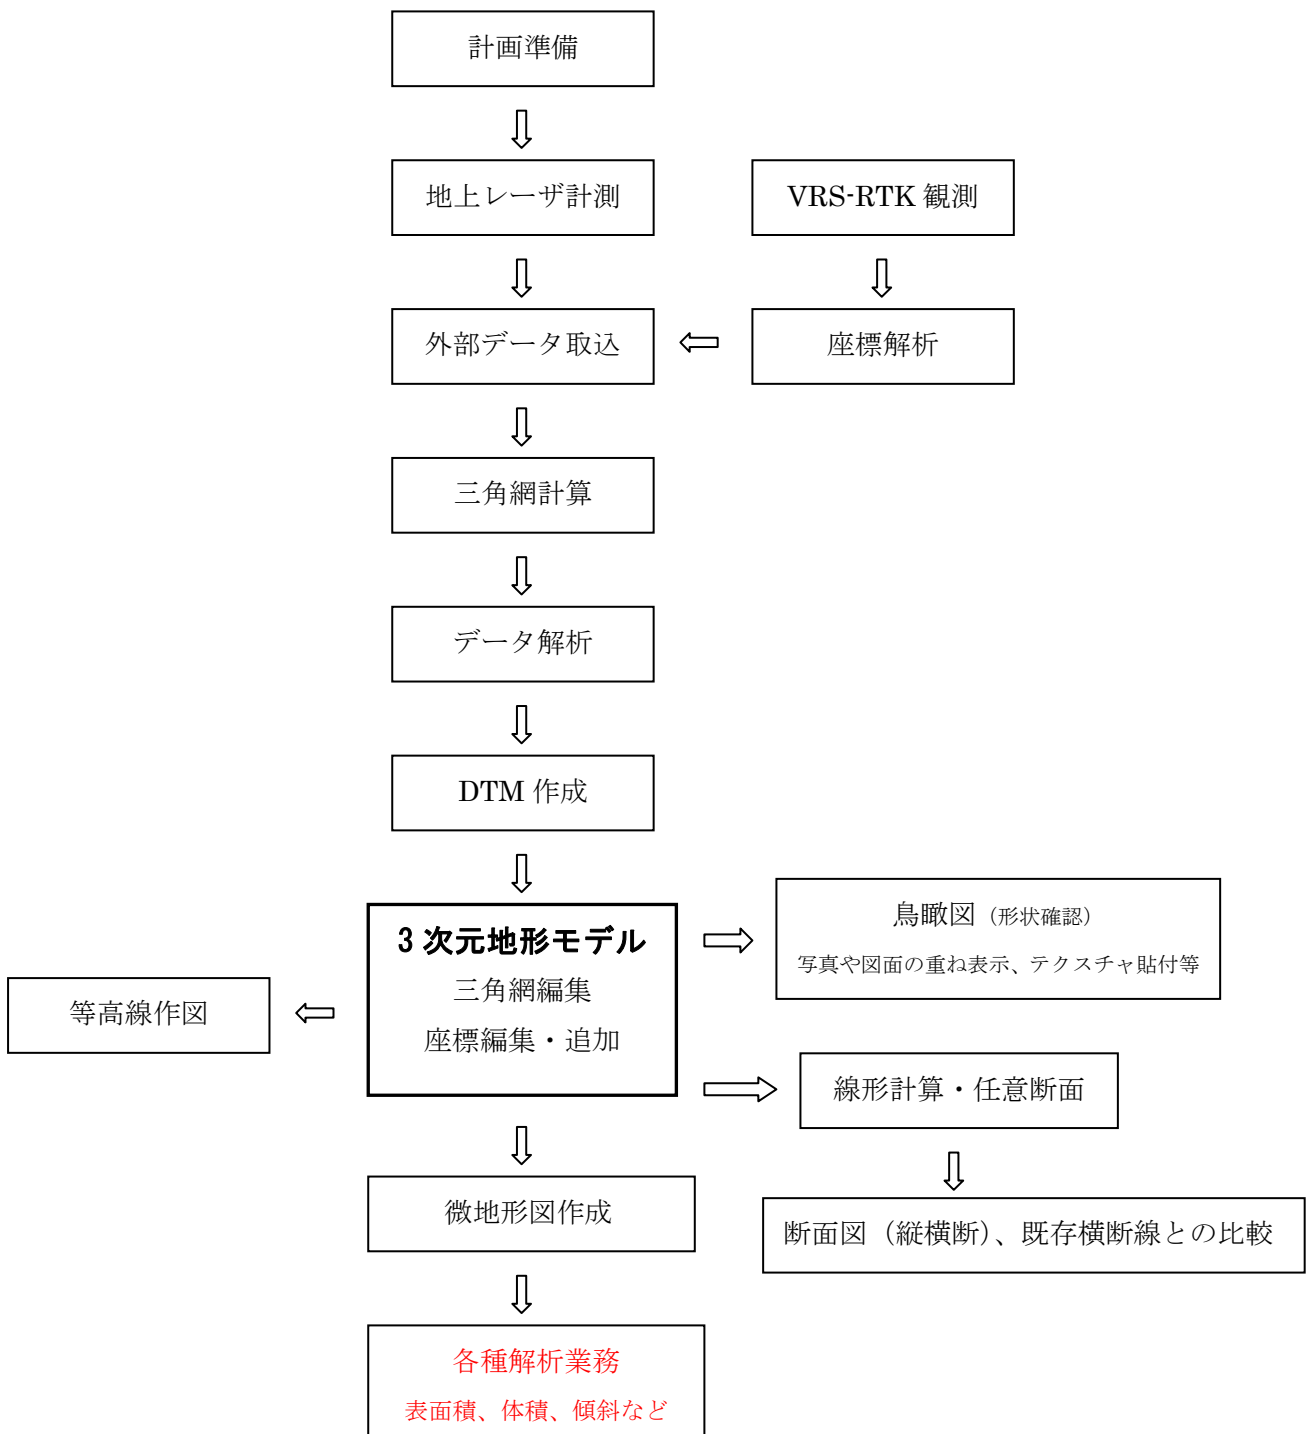 計画準備
地上レーザ計測
VRS-RTK 観測
外部データ取込
座標解析
三角網計算
データ解析
DTM 作成
3 次元地形モデル
三角網編集
座標編集・追加
鳥瞰図（形状確認）
写真や図面の重ね表示、テクスチャ貼付等
等高線作図
線形計算・任意断面
微地形図作成
断面図（縦横断）、既存横断線との比較
各種解析業務
表面積、体積、傾斜など